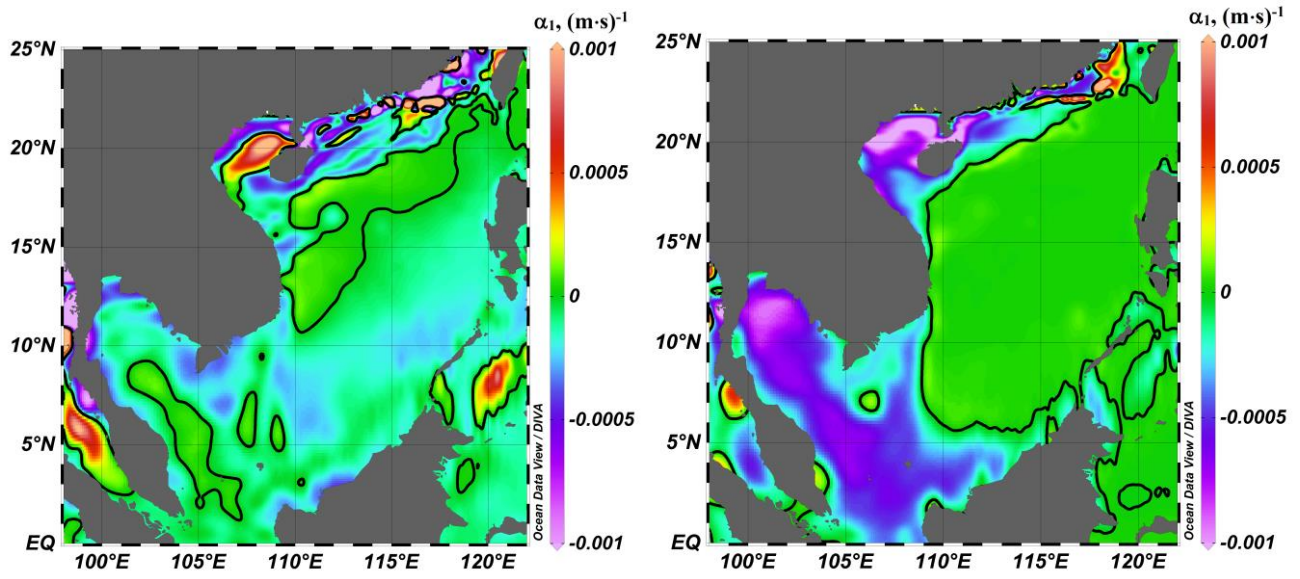 α₁, (m·s)⁻¹
25°N
20°N
15°N
10°N
5°N
EQ
100°E
105°E
110°E
115°E
120°E
0.001
0.0005
0
-0.0005
-0.001
Ocean Data View / DIVA
α₁, (m·s)⁻¹
25°N
20°N
15°N
10°N
5°N
EQ
100°E
105°E
110°E
115°E
120°E
0.001
0.0005
0
-0.0005
-0.001
Ocean Data View / DIVA